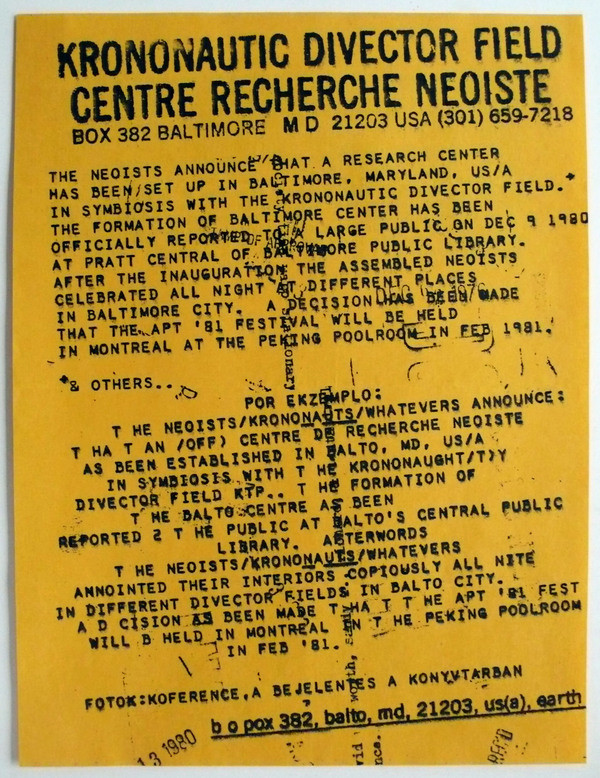 KRONONAUTIC DIVECTOR FIELD
CENTRE RECHERCHE NEOISTE
BOX 382 BALTIMORE MD 21203 USA (301) 659-7218
THE NEOISTS ANNOUNCE THAT A RESEARCH CENTER
HAS BEEN/SET UP IN BALTIMORE, MARYLAND, US/A
IN SYMBIOSIS WITH THE KRONONAUTIC DIVECTOR FIELD.*
THE FORMATION OF BALTIMORE CENTER HAS BEEN
OFFICIALLY REPORTED TO A LARGE PUBLIC ON DEC 9 1980
AT PRATT CENTRAL OF BALTIMORE PUBLIC LIBRARY.
AFTER THE INAUGURATION THE ASSEMBLED NEOISTS
CELEBRATED ALL NIGHT AT DIFFERENT PLACES
IN BALTIMORE CITY. A DECISION HAS BEEN MADE
THAT THE APT '81 FESTIVAL WILL BE HELD
IN MONTREAL AT THE PEKING POOLROOM IN FEB 1981.
stationary
*& OTHERS..
POR EKZEMPLO:
T HE NEOISTS/KRONONAUTS/WHATEVERS ANNOUNCE:
T HA T AN /OFF) CENTRE DE RECHERCHE NEOISTE
AS BEEN ESTABLISHED IN BALTO, MD, US/A
IN SYMBIOSIS WITH T HE KRONONAUGHT/T)Y
DIVECTOR FIELD KTP.. T HE FORMATION OF
T HE BALTO CENTRE AS BEEN
REPORTED 2 T HE PUBLIC AT BALTO'S CENTRAL PUBLIC
LIBRARY. AFTERWORDS
T HE NEOISTS/KRONONAUTS/WHATEVERS
ANNOINTED THEIR INTERIORS COPIOUSLY ALL NITE
IN DIFFERENT DIVECTOR FIELDS IN BALTO CITY.
A D CISION AS BEEN MADE T HA T T HE APT '81 FEST
WILL B HELD IN MONTREAL IN T HE PEKING POOLROOM
IN FEB '81.
FOTOK:KOFERENCE,A BEJELENTES A KONYVTARBAN
b o pox 382, balto, md, 21203, us(a), earth
13 1980
REC'D